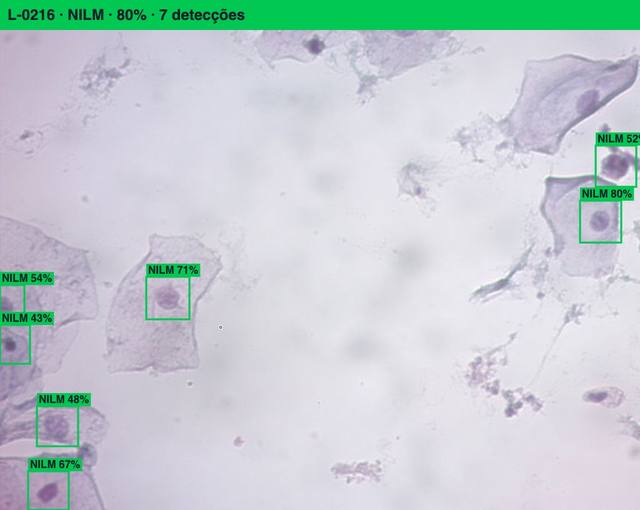 L-0216 · NILM · 80% · 7 detecções
NILM 52%
NILM 80%
NILM 71%
NILM 54%
NILM 43%
NILM 48%
NILM 67%